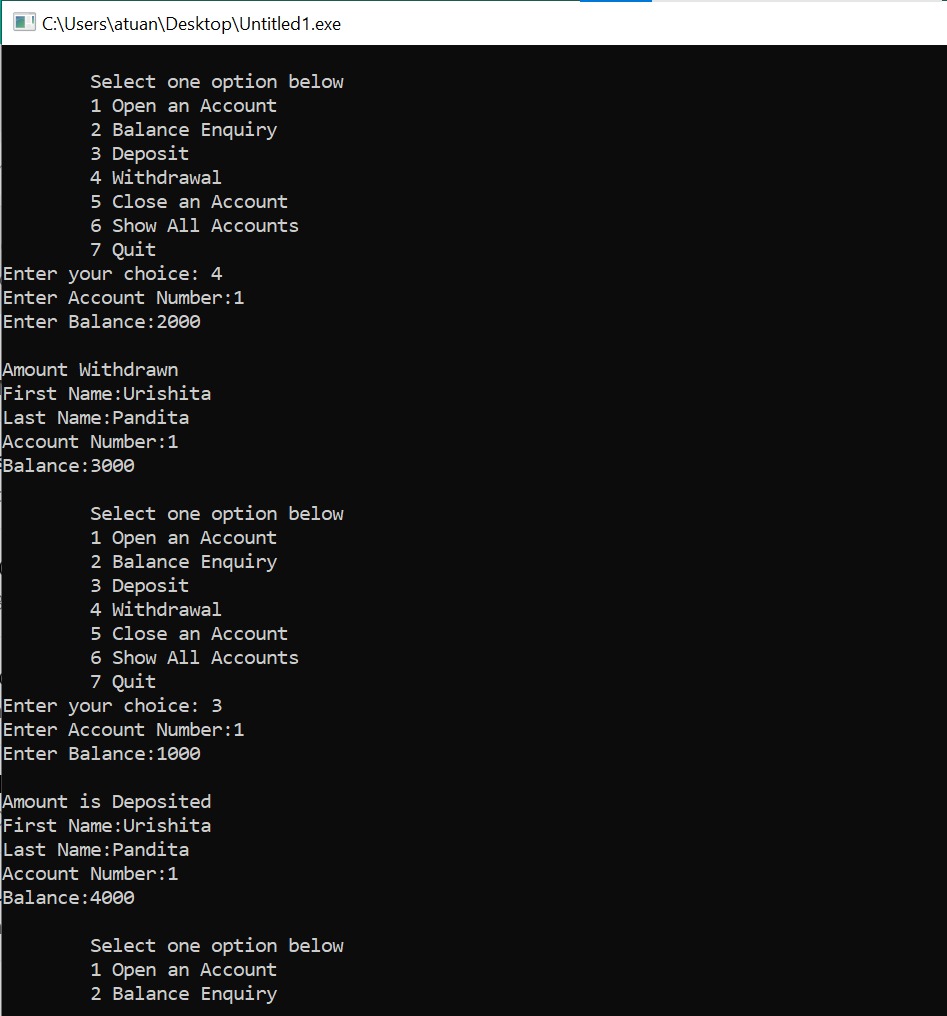 C:\Users\atuan\Desktop\Untitled1.exe
Select one option below
1 Open an Account
2 Balance Enquiry
3 Deposit
4 Withdrawal
5 Close an Account
6 Show All Accounts
7 Quit
Enter your choice: 4
Enter Account Number:1
Enter Balance:2000
Amount Withdrawn
First Name:Urishita
Last Name:Pandita
Account Number:1
Balance:3000
Select one option below
1 Open an Account
2 Balance Enquiry
3 Deposit
4 Withdrawal
5 Close an Account
6 Show All Accounts
7 Quit
Enter your choice: 3
Enter Account Number:1
Enter Balance:1000
Amount is Deposited
First Name:Urishita
Last Name:Pandita
Account Number:1
Balance:4000
Select one option below
1 Open an Account
2 Balance Enquiry